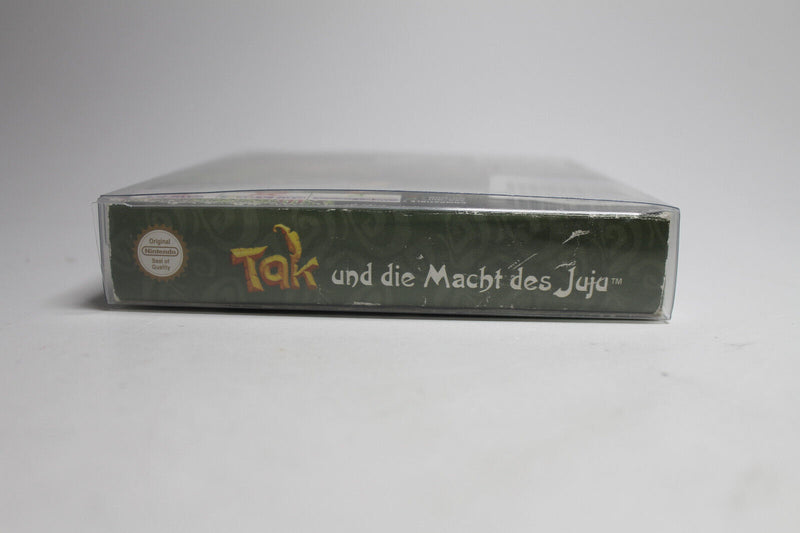 Original
Nintendo
Seal of
Quality
Tak und die Macht des Juju™